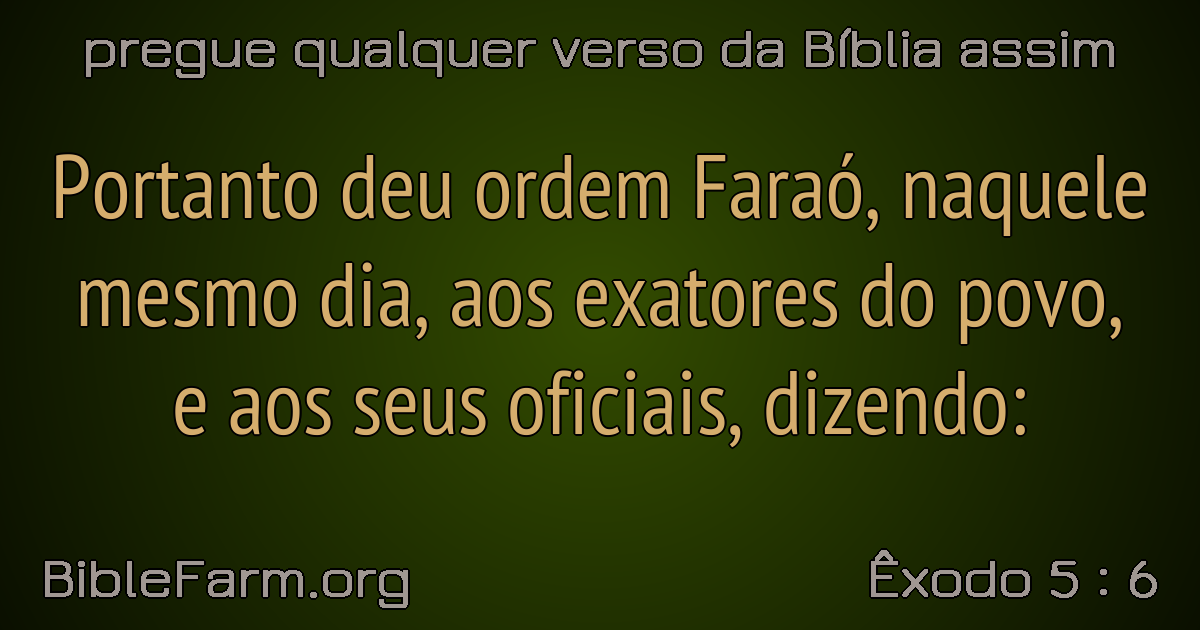 pregue qualquer verso da Bíblia assim
Portanto deu ordem Faraó, naquele
mesmo dia, aos exatores do povo,
e aos seus oficiais, dizendo:
BibleFarm.org
Êxodo 5 : 6